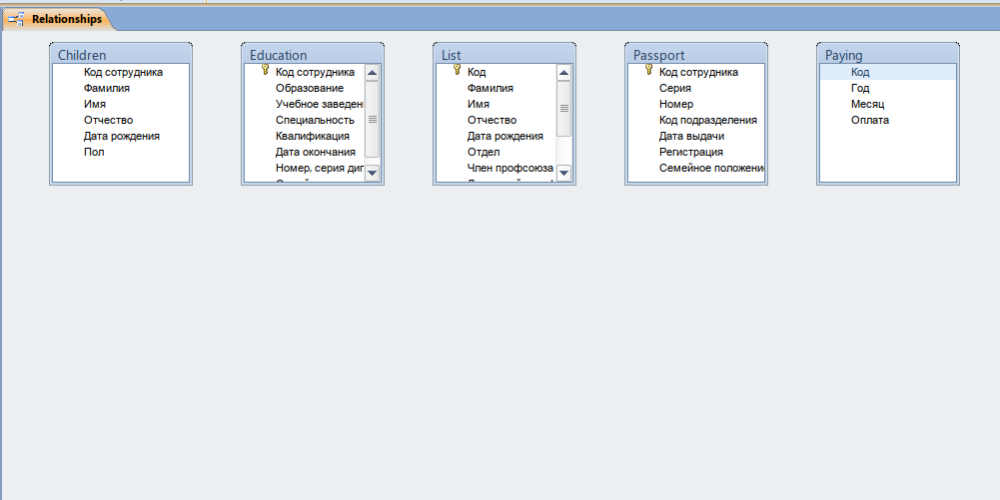 Relationships
Children
Код сотрудника
Фамилия
Имя
Отчество
Дата рождения
Пол
Education
Код сотрудника
Образование
Учебное заведен
Специальность
Квалификация
Дата окончания
Номер, серия дип
List
Код
Фамилия
Имя
Отчество
Дата рождения
Отдел
Член профсоюза
Passport
Код сотрудника
Серия
Номер
Код подразделения
Дата выдачи
Регистрация
Семейное положение
Paying
Код
Год
Месяц
Оплата